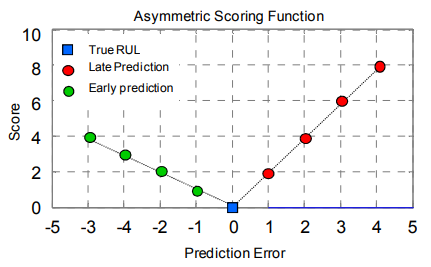 Asymmetric Scoring Function
10
8
6
4
2
0
Score
True RUL
Late Prediction
Early prediction
-5 -3 -4 -2 -1 0 1 2 3 4 5
Prediction Error